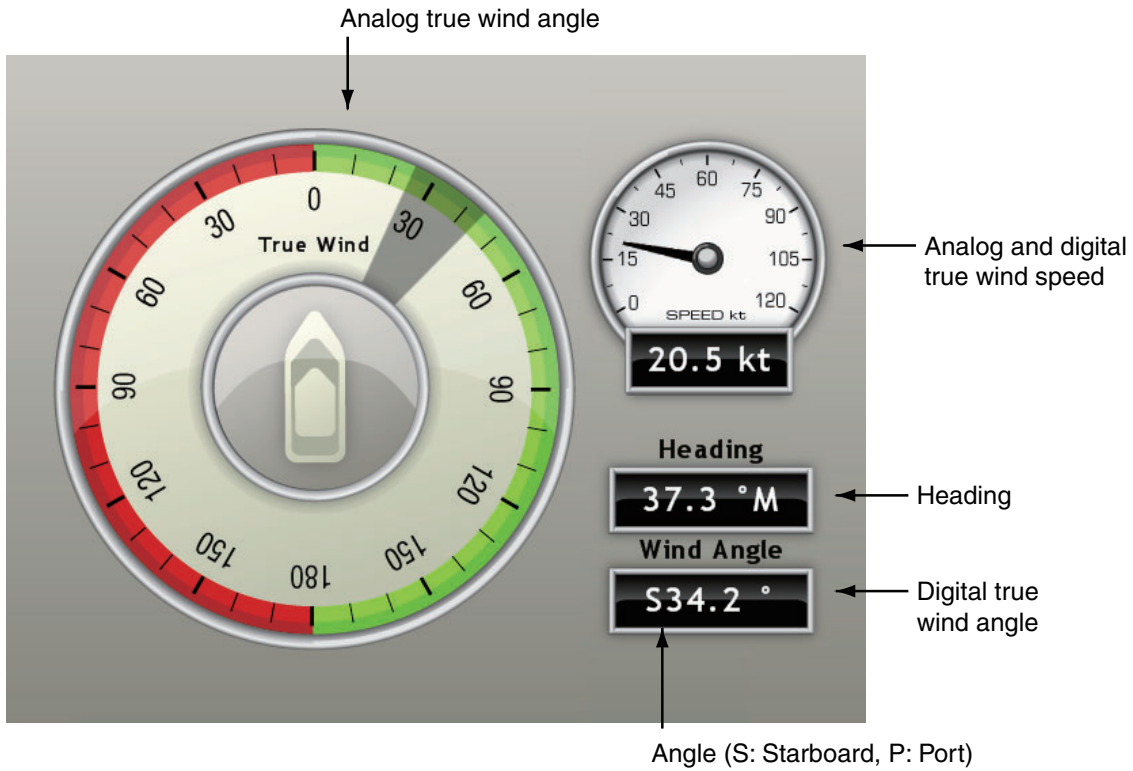 Analog true wind angle
0
30
60
90
120
150
180
150
120
90
60
30
True Wind
0
15
30
45
60
75
90
105
120
SPEED kt
20.5 kt
Analog and digital
true wind speed
Heading
37.3 °M
Heading
Wind Angle
S34.2 °
Digital true
wind angle
Angle (S: Starboard, P: Port)